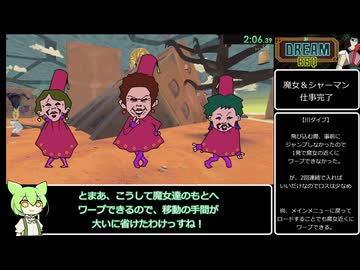 2:06.39
DREAM
魔女＆シャーマン
仕事完了
【川ダイブ】
飛び込む際、事前に
ジャンプしなかったので
1発で魔女の近くに
ワープできなかった。
が、2回連続で入れば
いいだけなのでロスは少なめ
尚、メインメニューに戻って
ロードすることでも魔女近くに
ワープできる。
とまあ、こうして魔女達のもとへ
ワープできるので、移動の手間が
大いに省けたわけっすね！